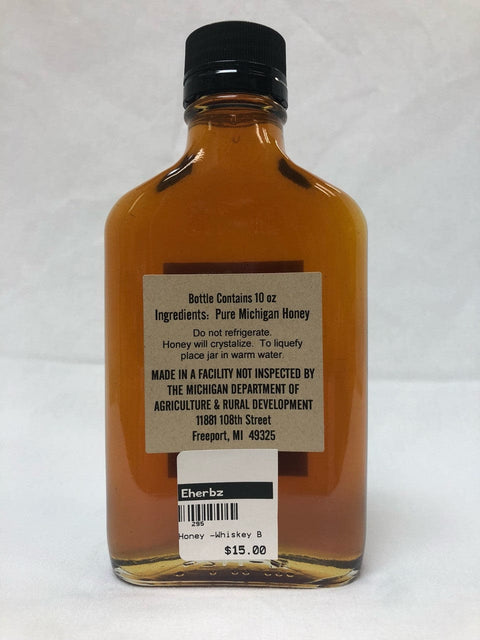 Bottle Contains 10 oz
Ingredients: Pure Michigan Honey
Do not refrigerate.
Honey will crystalize. To liquefy
place jar in warm water.
MADE IN A FACILITY NOT INSPECTED BY
THE MICHIGAN DEPARTMENT OF
AGRICULTURE & RURAL DEVELOPMENT
11881 108th Street
Freeport, MI 49325
Eherbz
295
Honey -Whiskey B
$15.00